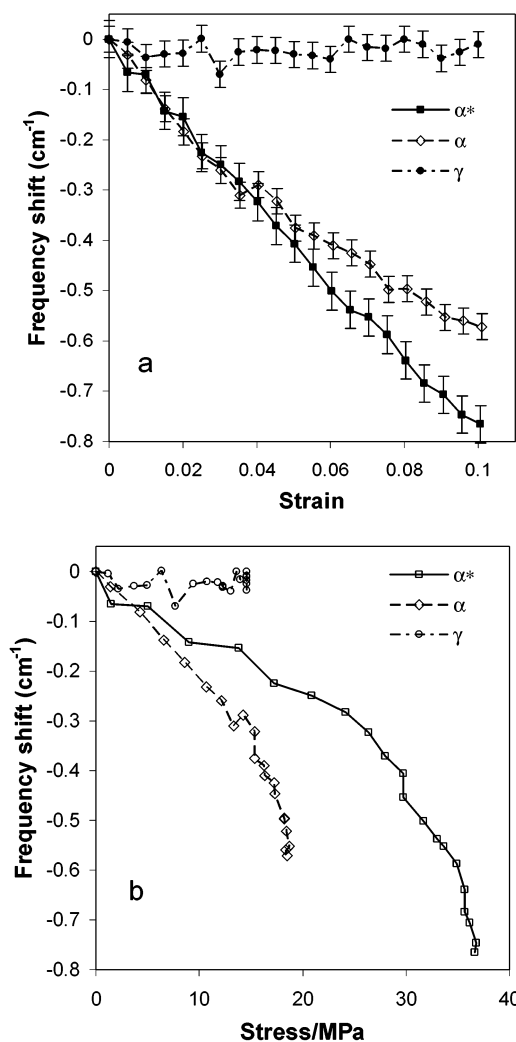 0
-0.1
-0.2
-0.3
-0.4
-0.5
-0.6
-0.7
-0.8
Frequency shift (cm⁻¹)
α*
α
γ
a
0 0.02 0.04 0.06 0.08 0.1
Strain
0
-0.1
-0.2
-0.3
-0.4
-0.5
-0.6
-0.7
-0.8
Frequency shift (cm⁻¹)
α*
α
γ
b
0 10 20 30 40
Stress/MPa